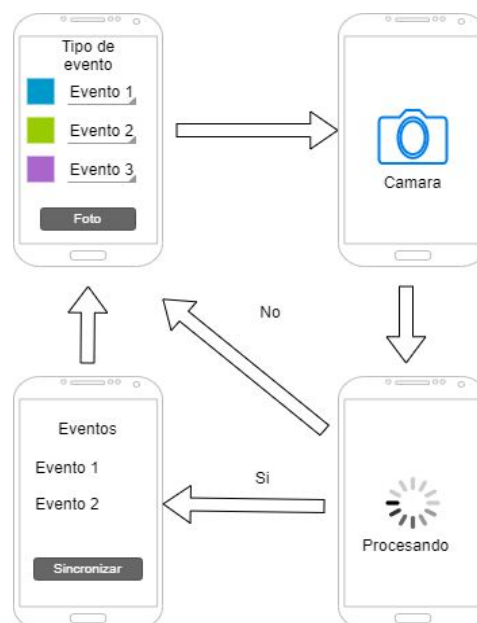 Tipo de
evento
Evento 1
Evento 2
Evento 3
Foto
Camara
No
Si
Eventos
Evento 1
Evento 2
Sincronizar
Procesando